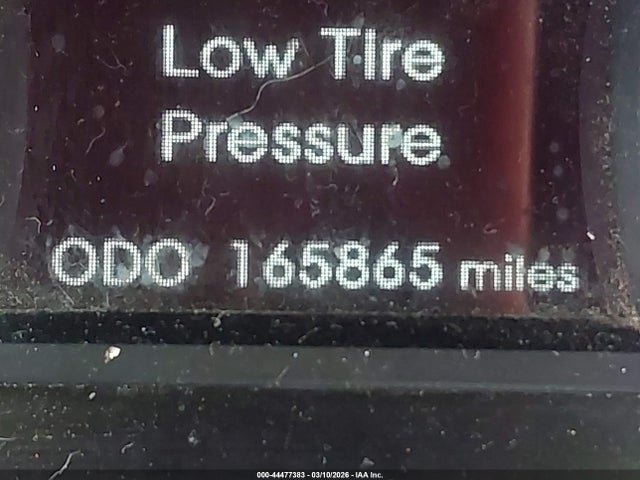 Low TIre
Pressure
ODO 165865 miles
000-44477383 - 03/10/2026 - IAA Inc.